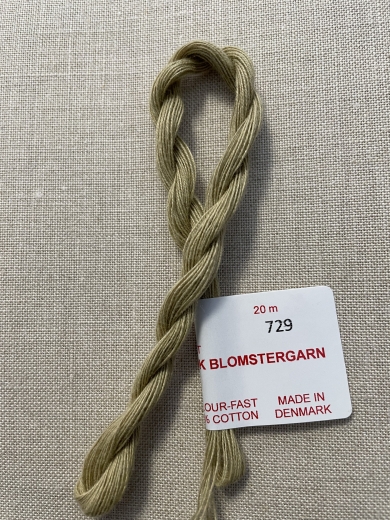 20 m
729
T
K BLOMSTERGARN
OUR-FAST MADE IN
% COTTON DENMARK